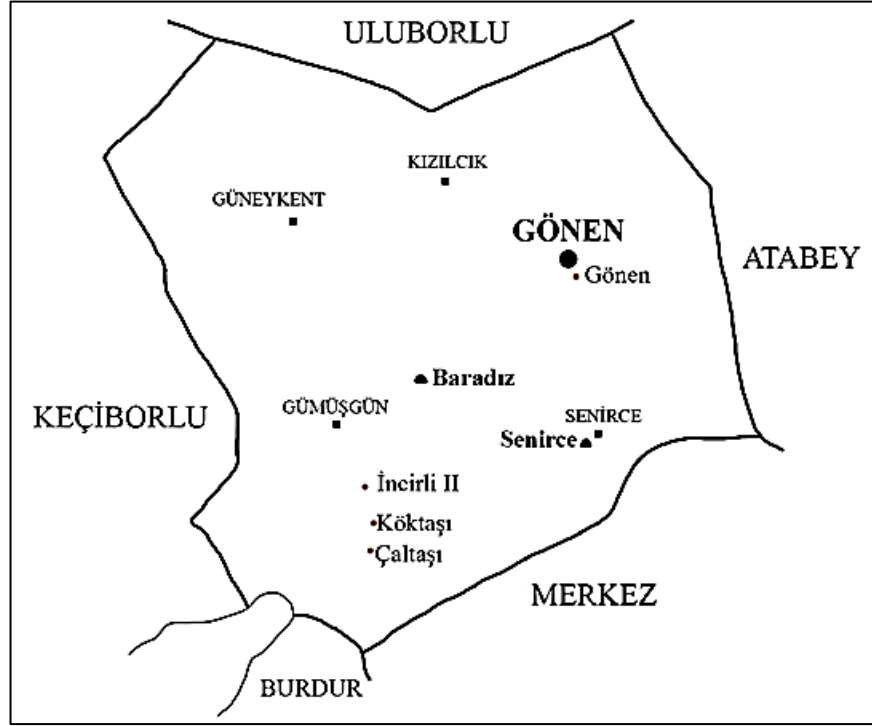 ULUBORLU
KIZILCIK
GÜNEYKENT
GÖNEN
ATABEY
Gönen
Baradız
KEÇİBORLU
GÜMÜŞGÜN
SENİRCE
Senirce
İncirli II
Köktaşı
Çaltaşı
MERKEZ
BURDUR